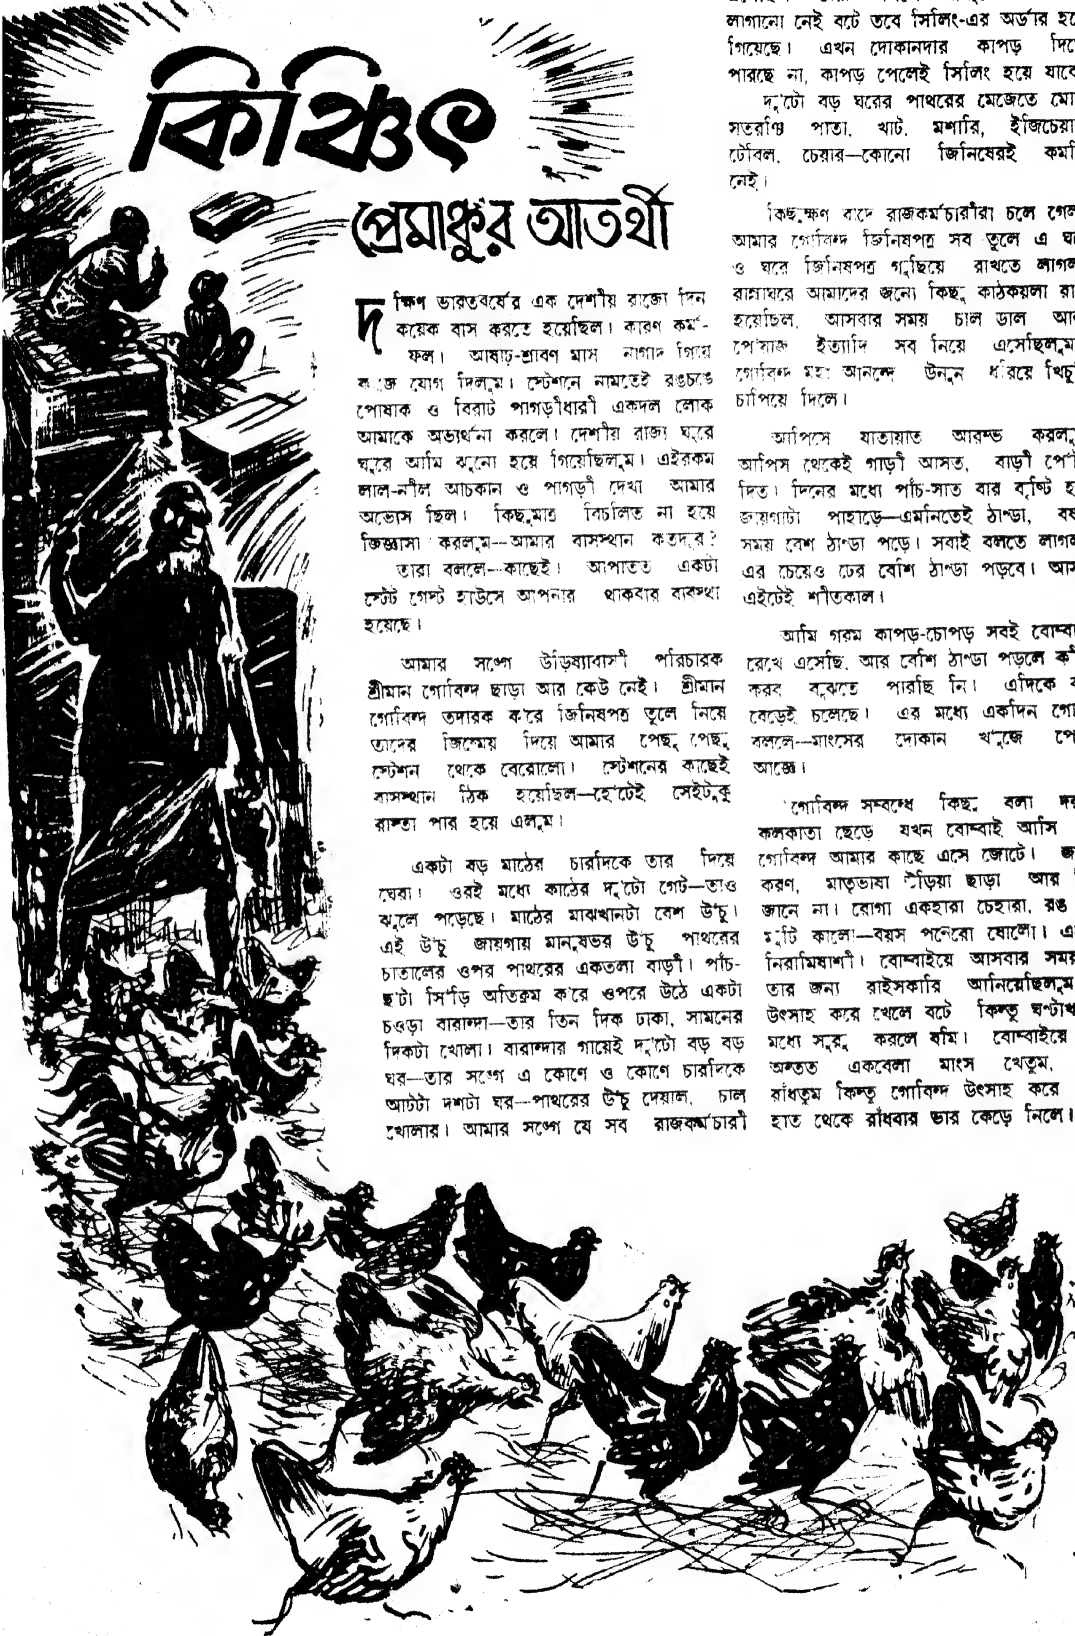 কিঞ্চিৎ
প্রেমাঙ্কুর আতর্থী
দক্ষিণ ভারতবর্ষের এক দেশীয় রাজ্যে দিন
কয়েক বাস করতে হয়েছিল। কারণ কর্ম-
ফল। আষাঢ়-শ্রাবণ মাস নাগাদ গিয়ে
কাজে যোগ দিলুম। স্টেশনে নামতেই রঙচঙে
পোষাক ও বিরাট পাগড়ীধারী একদল লোক
আমাকে অভ্যর্থনা করলে। দেশীয় রাজ্য ঘুরে
ঘুরে আমি ঝুনো হয়ে গিয়েছিলুম। এইরকম
লাল-নীল আচকান ও পাগড়ী দেখা আমার
অভ্যেস ছিল। কিছুমাত্র বিচলিত না হয়ে
জিজ্ঞাসা করলুম—আমার বাসস্থান কতদূর?
তারা বললে—কাছেই। আপাতত একটা
স্টেট গেস্ট হাউসে আপনার থাকবার ব্যবস্থা
হয়েছে।
আমার সঙ্গে উড়িষ্যাবাসী পরিচারক
শ্রীমান গোবিন্দ ছাড়া আর কেউ নেই। শ্রীমান
গোবিন্দ তদারক ক'রে জিনিষপত্র তুলে নিয়ে
তাদের জিম্মেয় দিয়ে আমার পেছু পেছু
স্টেশন থেকে বেরোলো। স্টেশনের কাছেই
বাসস্থান ঠিক হয়েছিল—হেঁটেই সেইটুকু
রাস্তা পার হয়ে এলুম।
একটা বড় মাঠের চারদিকে তার দিয়ে
ঘেরা। ওরই মধ্যে কাঠের দু'টো গেট—তাও
ঝুলে পড়েছে। মাঠের মাঝখানটা বেশ উঁচু।
এই উঁচু জায়গায় মানুষভর উঁচু পাথরের
চাতালের ওপর পাথরের একতলা বাড়ী। পাঁচ-
ছ'টা সিঁড়ি অতিক্রম ক'রে ওপরে উঠে একটা
চওড়া বারান্দা—তার তিন দিক ঢাকা, সামনের
দিকটা খোলা। বারান্দার গায়েই দু'টো বড় বড়
ঘর—তার সঙ্গে এ কোণে ও কোণে চারদিকে
আটটা দশটা ঘর—পাথরের উঁচু দেয়াল, চাল
খোলার। আমার সঙ্গে যে সব রাজকর্মচারী
লাগানো নেই বটে তবে সিলিং-এর অর্ডার হ
গিয়েছে। এখন দোকানদার কাপড় দি
পারছে না, কাপড় পেলেই সিলিং হয়ে যাবে
দু'টো বড় ঘরের পাথরের মেজেতে মো
সতরঞ্চি পাতা, খাট, মশারি, ইজিচেয়া
টেবিল, চেয়ার—কোনো জিনিষেরই কমতি
নেই।
কিছুক্ষণ বাদে রাজকর্মচারীরা চলে গেল
আমার গোবিন্দ জিনিষপত্র সব তুলে এ ঘ
ও ঘরে জিনিষপত্র গুছিয়ে রাখতে লাগল
রান্নাঘরে আমাদের জন্যে কিছু কাঠকয়লা রা
হয়েছিল, আসবার সময় চাল ডাল আ
পেঁয়াজ ইত্যাদি সব নিয়ে এসেছিলুম
গোবিন্দ মহা আনন্দে উনুন ধরিয়ে খিচু
চাপিয়ে দিলে।
আপিসে যাতায়াত আরম্ভ করলু
আপিস থেকেই গাড়ী আসত, বাড়ী পৌঁ
দিত। দিনের মধ্যে পাঁচ-সাত বার বৃষ্টি হ
জায়গাটা পাহাড়ে—এমনিতেই ঠাণ্ডা, বর্ষ
সময় বেশ ঠাণ্ডা পড়ে। সবাই বলতে লাগল
এর চেয়েও ঢের বেশি ঠাণ্ডা পড়বে। আস
এইটেই শীতকাল।
আমি গরম কাপড়-চোপড় সবই বোম্বা
রেখে এসেছি, আর বেশি ঠাণ্ডা পড়লে কী
করব বুঝতে পারছি নি। এদিকে
বেড়েই চলেছে। এর মধ্যে একদিন গো
বললে—মাংসের দোকান খুঁজে পে
আজ্ঞে।
গোবিন্দ সম্বন্ধে কিছু বলা দর
কলকাতা ছেড়ে যখন বোম্বাই আসি
গোবিন্দ আমার কাছে এসে জোটে।
করণ, মাতৃভাষা উড়িয়া ছাড়া আর
জানে না। রোগা একহারা চেহারা, রঙ
মুটি কালো—বয়স পনেরো ষোলো। এ
নিরামিষাশী। বোম্বাইয়ে আসবার সময়
তার জন্য রাইসকারি আনিয়েছিলুম
উৎসাহ করে খেলে বটে কিন্তু ঘণ্টাখ
মধ্যে সুরু করলে বমি। বোম্বাইয়ে
অন্তত একবেলা মাংস খেতুম,
রাঁধতুম কিন্তু গোবিন্দ উৎসাহ করে
হাত থেকে রাঁধবার ভার কেড়ে নিলে।